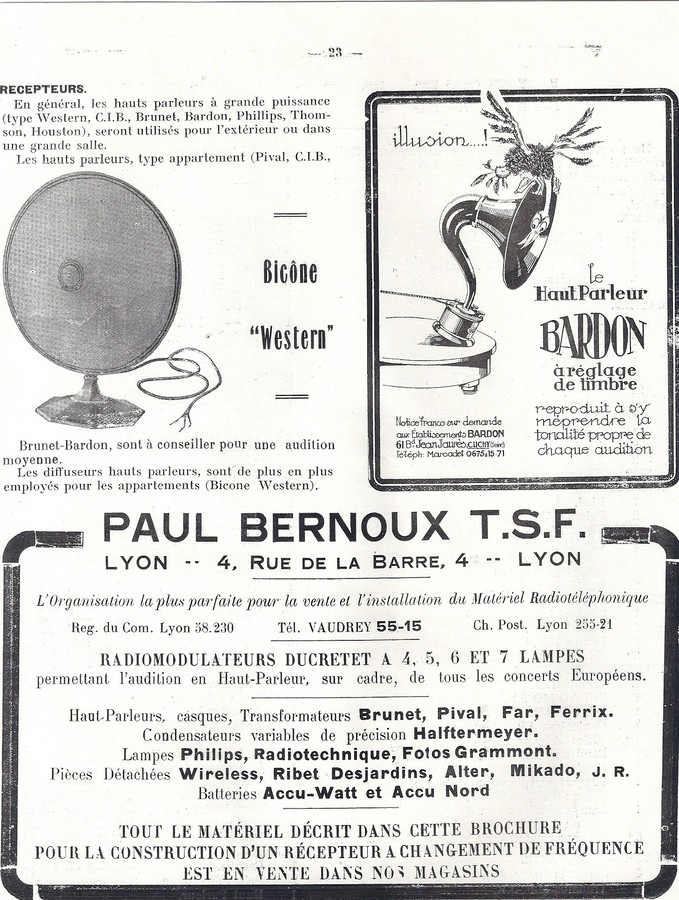 — 23 —
RECEPTEURS.
En général, les hauts parleurs à grande puissance
(type Western, C.I.B., Brunet, Bardon, Phillips, Thom-
son, Houston), seront utilisés pour l'extérieur ou dans
une grande salle.
Les hauts parleurs, type appartement (Pival, C.I.B.,
Bicône
"Western"
Brunet-Bardon, sont à conseiller pour une audition
moyenne.
Les diffuseurs hauts parleurs, sont de plus en plus
employés pour les appartements (Bicone Western).
illusion....!
Le
Haut Parleur
BARDON
à réglage
de timbre
reproduit à s'y
méprendre la
tonalité propre de
chaque audition
Notice franco sur demande
aux Etablissements BARDON
61 Bd Jean Jaurès. CLICHY (Seine)
Téléph: Marcadet 06.75 & 15.71
PAUL BERNOUX T.S.F.
LYON -- 4, RUE DE LA BARRE, 4 -- LYON
L'Organisation la plus parfaite pour la vente et l'installation du Matériel Radiotéléphonique
Reg. du Com. Lyon 58.230 Tél. VAUDREY 55-15 Ch. Post. Lyon 255-21
RADIOMODULATEURS DUCRETET A 4, 5, 6 ET 7 LAMPES
permettant l'audition en Haut-Parleur, sur cadre, de tous les concerts Européens.
Haut-Parleurs, casques, Transformateurs Brunet, Pival, Far, Ferrix.
Condensateurs variables de précision Halftermeyer.
Lampes Philips, Radiotechnique, Fotos Grammont.
Pièces Détachées Wireless, Ribet Desjardins, Alter, Mikado, J. R.
Batteries Accu-Watt et Accu Nord
TOUT LE MATÉRIEL DÉCRIT DANS CETTE BROCHURE
POUR LA CONSTRUCTION D'UN RÉCEPTEUR A CHANGEMENT DE FRÉQUENCE
EST EN VENTE DANS NOS MAGASINS